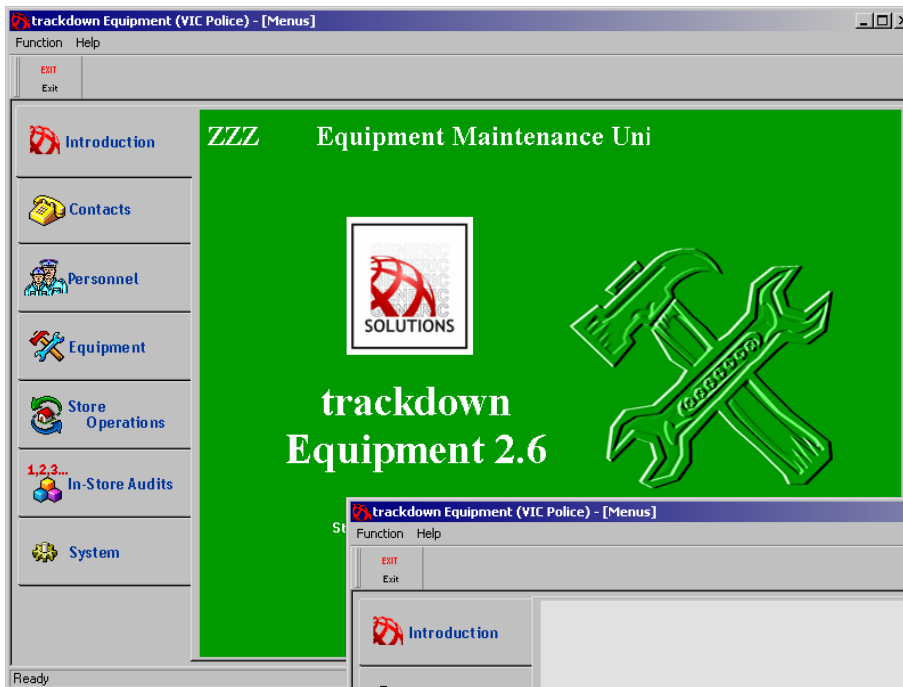 trackdown Equipment (VIC Police) - [Menus]
Function Help
EXIT
Exit
Introduction
Contacts
Personnel
Equipment
Store
Operations
1,2,3...
In-Store Audits
System
ZZZ Equipment Maintenance Uni
GENERIC
SOLUTIONS
trackdown
Equipment 2.6
St
Ready
trackdown Equipment (VIC Police) - [Menus]
Function Help
EXIT
Exit
Introduction